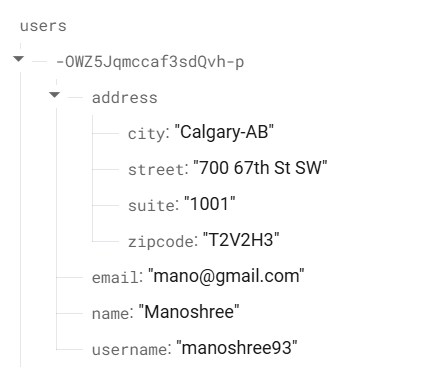 users
-OWZ5Jqmccaf3sdQvh-p
address
city: "Calgary-AB"
street: "700 67th St SW"
suite: "1001"
zipcode: "T2V2H3"
email: "mano@gmail.com"
name: "Manoshree"
username: "manoshree93"